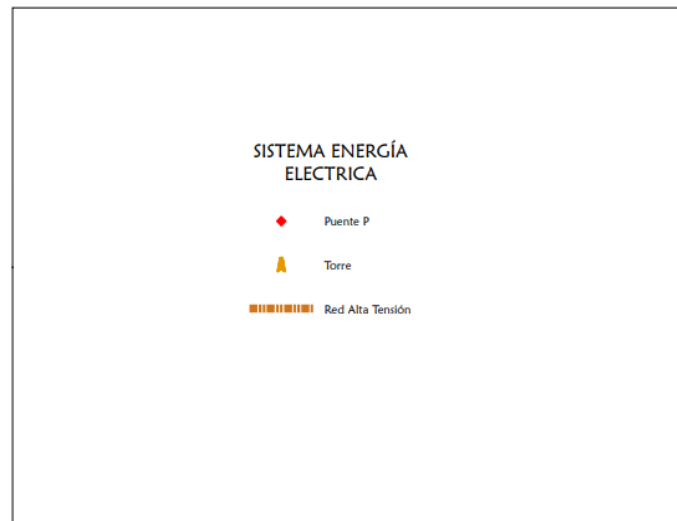 SISTEMA ENERGÍA
ELECTRICA
Puente P
Torre
Red Alta Tensión